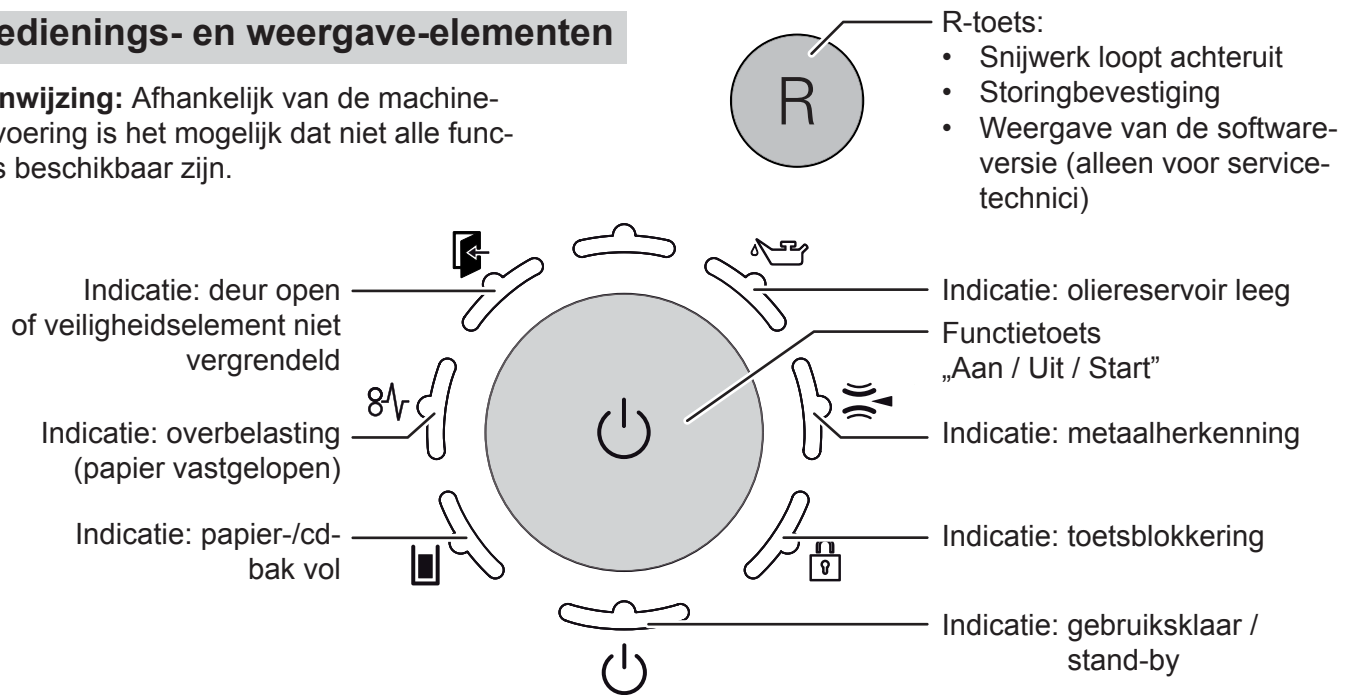 edienings- en weergave-elementen
nwijzing: Afhankelijk van de machine-
voering is het mogelijk dat niet alle func-
s beschikbaar zijn.
R
R-toets:
• Snijwerk loopt achteruit
• Storingbevestiging
• Weergave van de software-
versie (alleen voor service-
technici)
Indicatie: deur open
of veiligheidselement niet
vergrendeld
Indicatie: overbelasting
(papier vastgelopen)
Indicatie: papier-/cd-
bak vol
Indicatie: oliereservoir leeg
Functietoets
„Aan / Uit / Start”
Indicatie: metaalherkenning
Indicatie: toetsblokkering
Indicatie: gebruiksklaar /
stand-by